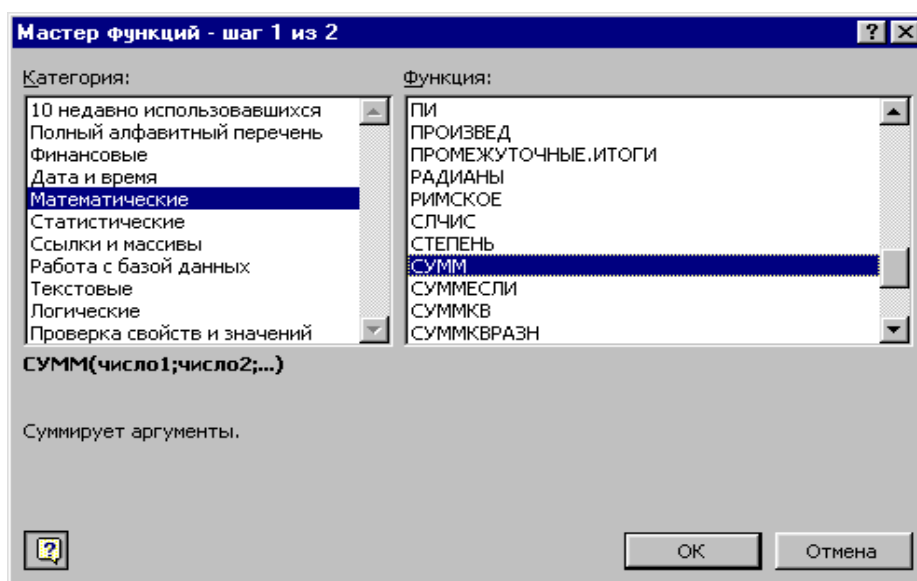 Мастер функций - шаг 1 из 2
Категория:
Функция:
10 недавно использовавшихся
Полный алфавитный перечень
Финансовые
Дата и время
Математические
Статистические
Ссылки и массивы
Работа с базой данных
Текстовые
Логические
Проверка свойств и значений
ПИ
ПРОИЗВЕД
ПРОМЕЖУТОЧНЫЕ.ИТОГИ
РАДИАНЫ
РИМСКОЕ
СЛЧИС
СТЕПЕНЬ
СУММ
СУММЕСЛИ
СУММКВ
СУММКВРАЗН
СУММ(число1;число2;...)
Суммирует аргументы.
ОК
Отмена